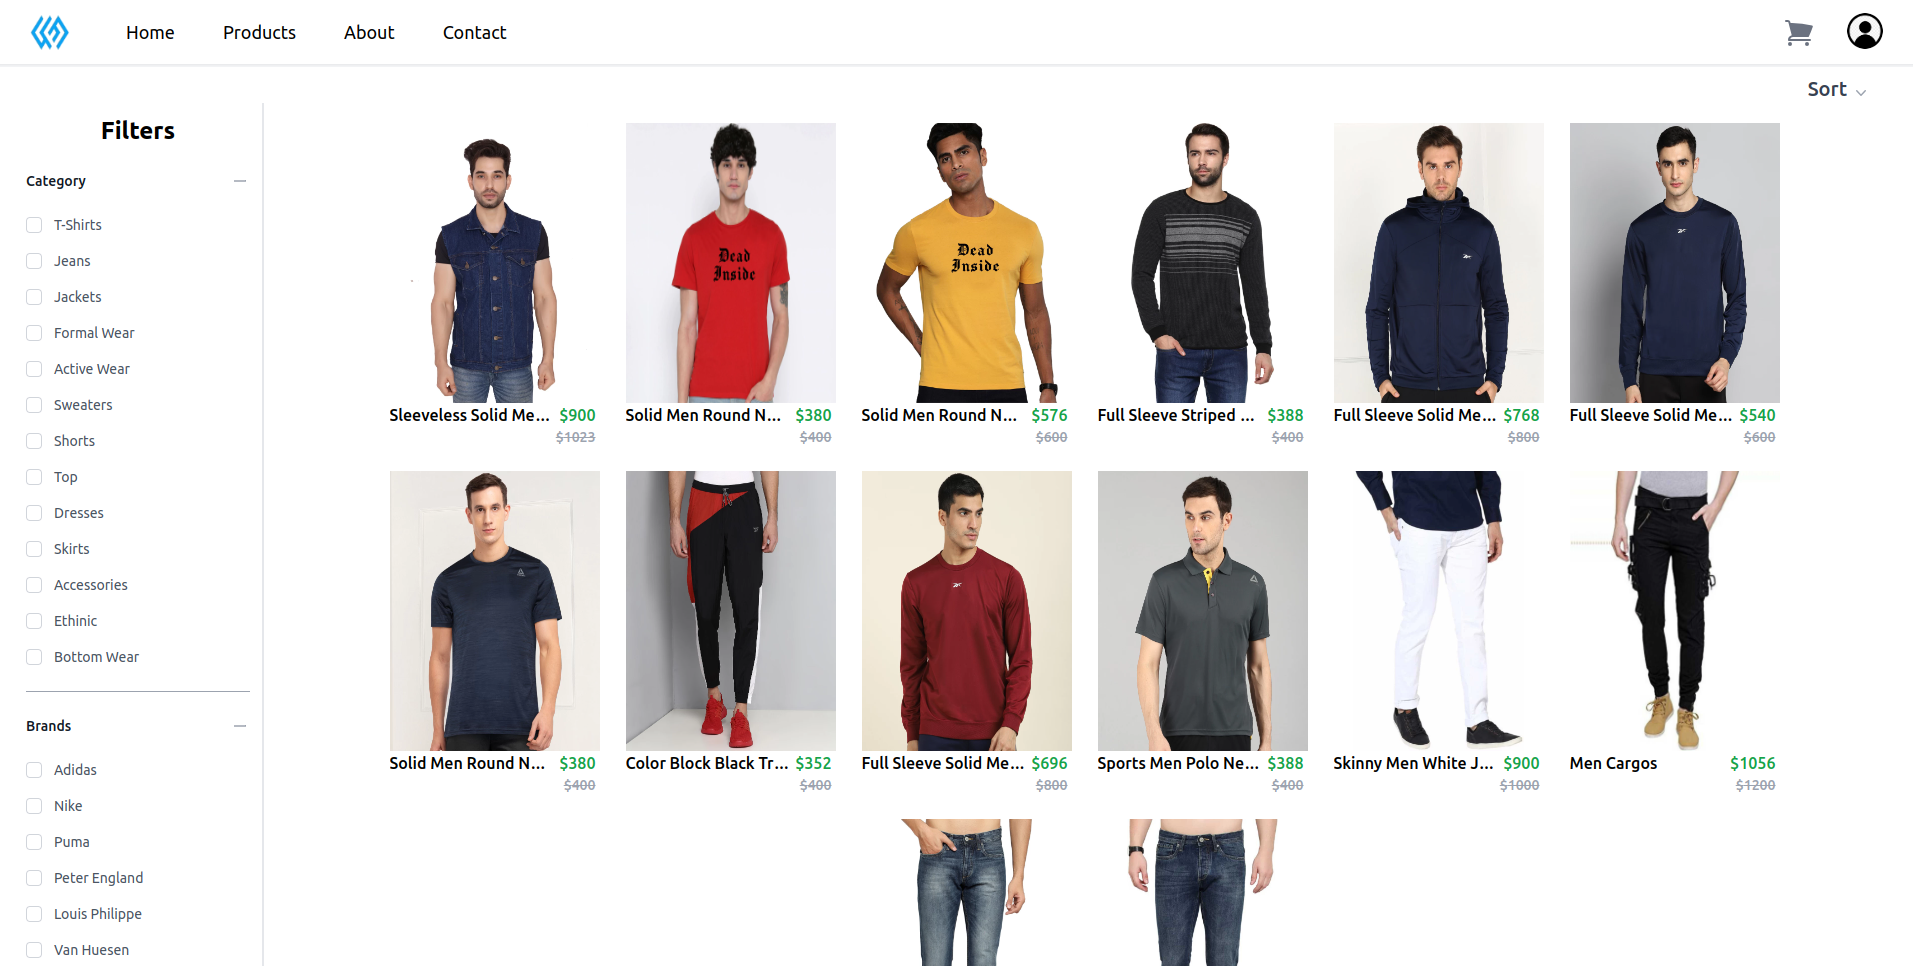 Home
Products
About
Contact
Sort
Filters
Category
T-Shirts
Jeans
Jackets
Formal Wear
Active Wear
Sweaters
Shorts
Top
Dresses
Skirts
Accessories
Ethinic
Bottom Wear
Brands
Adidas
Nike
Puma
Peter England
Louis Philippe
Van Huesen
Dead
Inside
Dead
Inside
Sleeveless Solid Me... $900
$1023
Solid Men Round N... $380
$400
Solid Men Round N... $576
$600
Full Sleeve Striped ... $388
$400
Full Sleeve Solid Me... $768
$800
Full Sleeve Solid Me... $540
$600
Solid Men Round N... $380
$400
Color Block Black Tr... $352
$400
Full Sleeve Solid Me... $696
$800
Sports Men Polo Ne... $388
$400
Skinny Men White J... $900
$1000
Men Cargos $1056
$1200